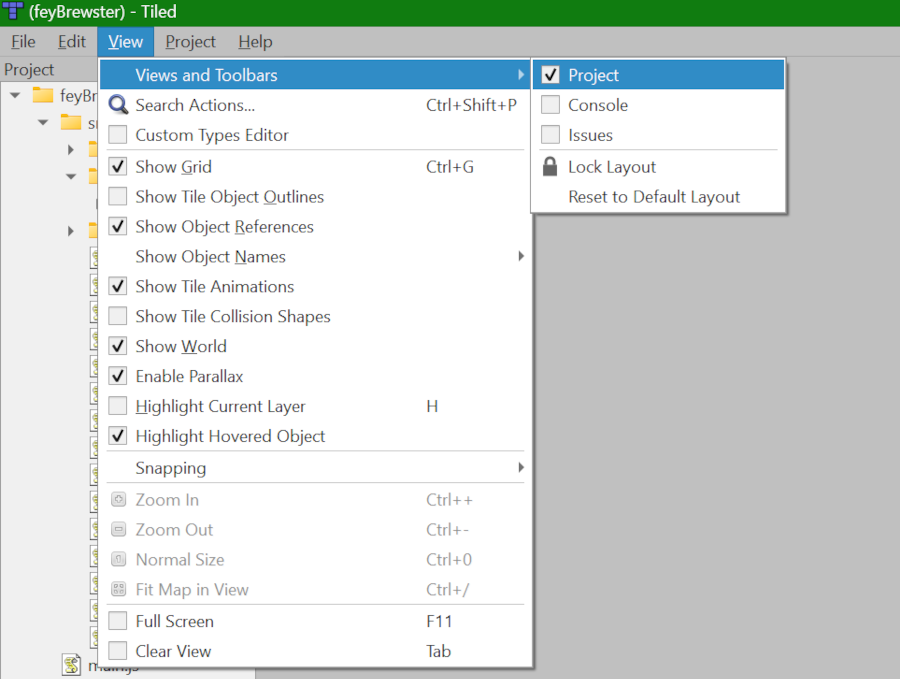 (feyBrewster) - Tiled
File Edit View Project Help
Project
Views and Toolbars
Search Actions... Ctrl+Shift+P
Custom Types Editor
Show Grid Ctrl+G
Show Tile Object Outlines
Show Object References
Show Object Names
Show Tile Animations
Show Tile Collision Shapes
Show World
Enable Parallax
Highlight Current Layer H
Highlight Hovered Object
Snapping
Zoom In Ctrl++
Zoom Out Ctrl+-
Normal Size Ctrl+0
Fit Map in View Ctrl+/
Full Screen F11
Clear View Tab
Project
Console
Issues
Lock Layout
Reset to Default Layout
feyBr
main.js